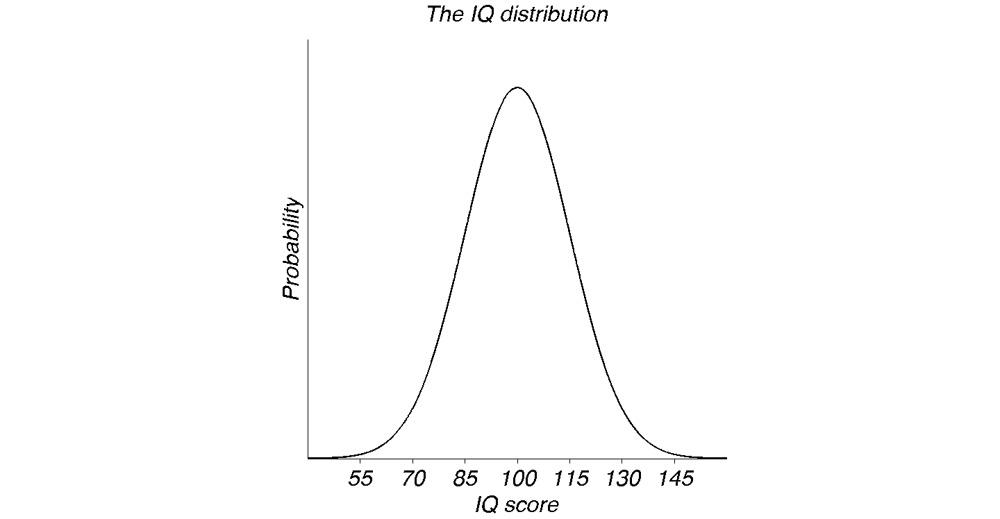 The IQ distribution
Probability
55 70 85 100 115 130 145
IQ score